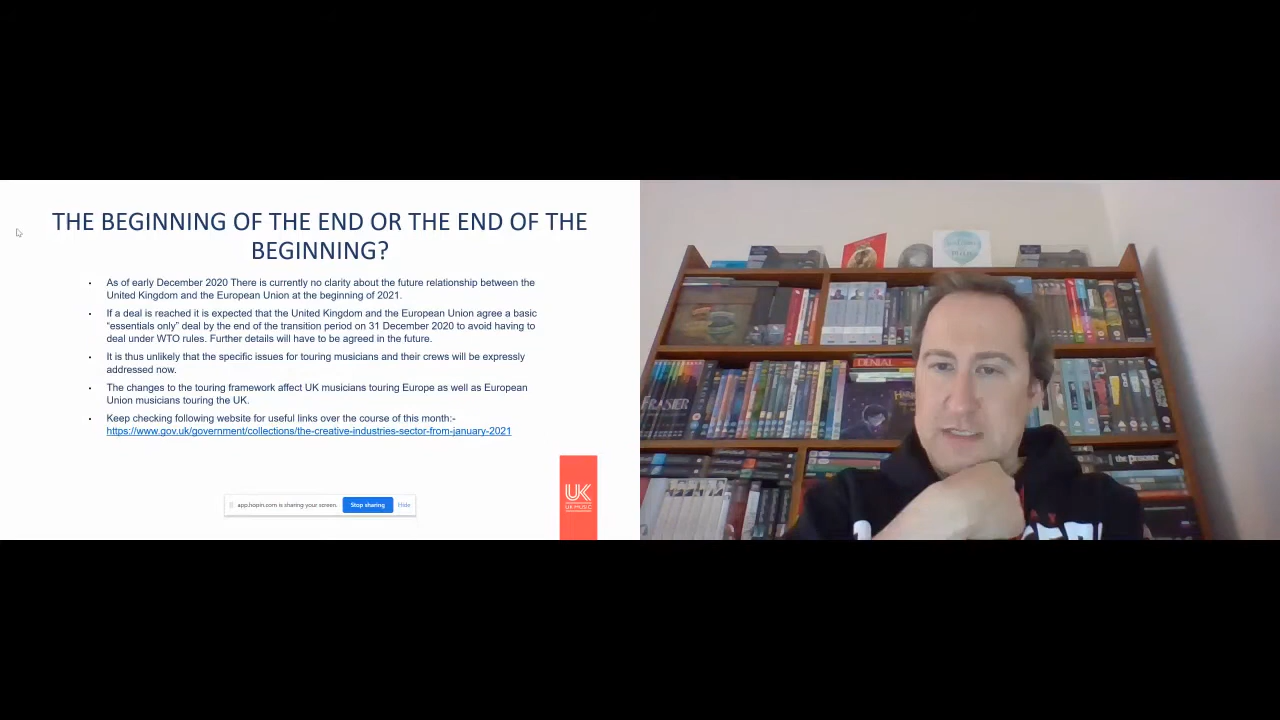 THE BEGINNING OF THE END OR THE END OF THE
BEGINNING?
• As of early December 2020 There is currently no clarity about the future relationship between the
United Kingdom and the European Union at the beginning of 2021.
• If a deal is reached it is expected that the United Kingdom and the European Union agree a basic
“essentials only” deal by the end of the transition period on 31 December 2020 to avoid having to
deal under WTO rules. Further details will have to be agreed in the future.
• It is thus unlikely that the specific issues for touring musicians and their crews will be expressly
addressed now.
• The changes to the touring framework affect UK musicians touring Europe as well as European
Union musicians touring the UK.
• Keep checking following website for useful links over the course of this month:-
https://www.gov.uk/government/collections/the-creative-industries-sector-from-january-2021
app.hopin.com is sharing your screen.
Stop sharing
Hide
UK
UK MUSIC
FRASIER
DENIAL
the Prisoner